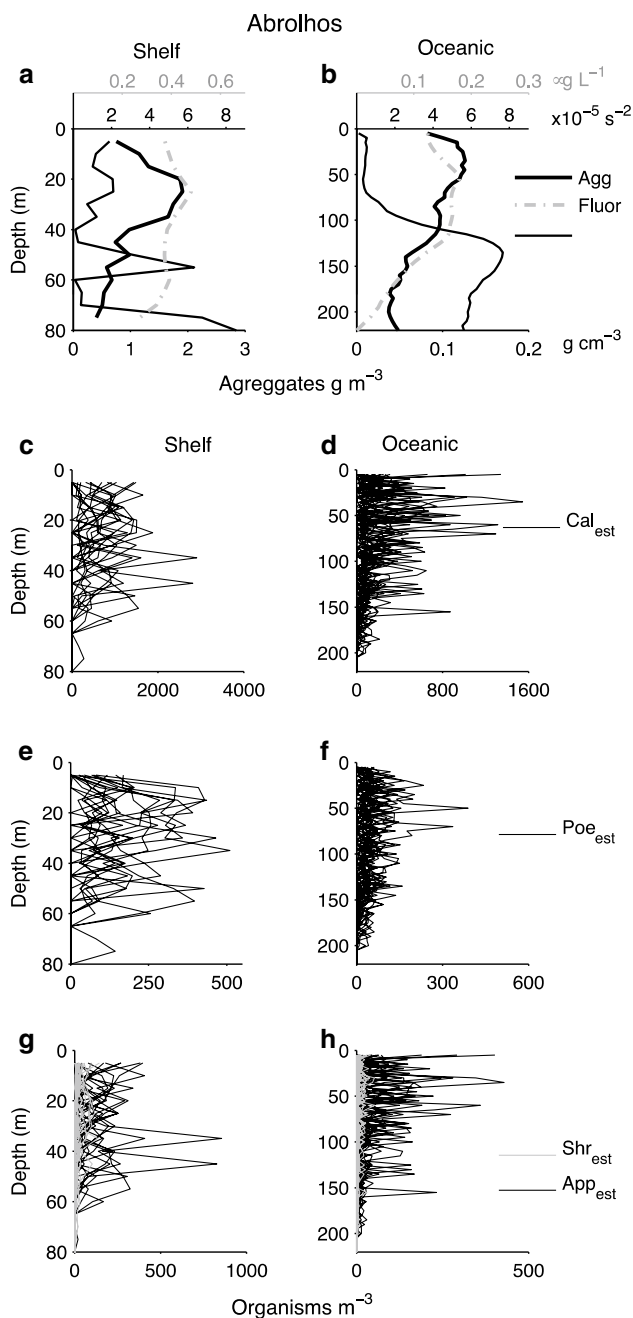 Abrolhos
Shelf
Oceanic
a
b
0.2 0.4 0.6
0.1 0.2 0.3
∝g L⁻¹
2 4 6 8
2 4 6 8
x10⁻⁵ s⁻²
0
20
40
60
80
Depth (m)
0
50
100
150
200
Agg
Fluor
0 1 2 3
0 0.1 0.2
g cm⁻³
Agreggates g m⁻³
c
Shelf
d
Oceanic
0
20
40
60
80
Depth (m)
0 2000 4000
0
50
100
150
200
0 800 1600
Cal_est
e
f
0
20
40
60
80
Depth (m)
0 250 500
0
50
100
150
200
0 300 600
Poe_est
g
h
0
20
40
60
80
Depth (m)
0 500 1000
0
50
100
150
200
0 500
Shr_est
App_est
Organisms m⁻³